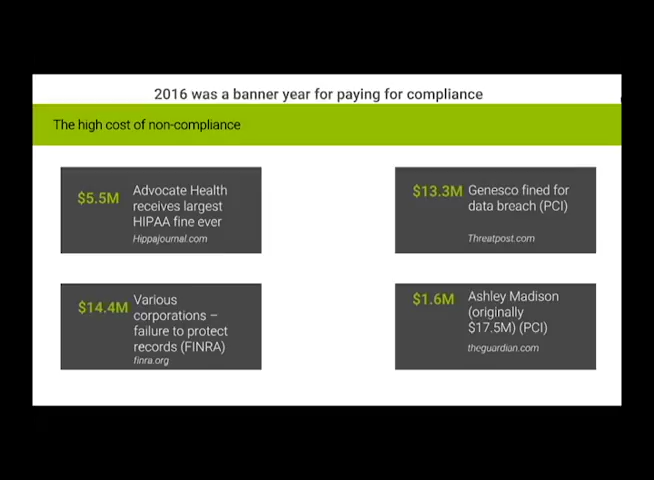 2016 was a banner year for paying for compliance
The high cost of non-compliance
$5.5M
Advocate Health
receives largest
HIPAA fine ever
Hippajournal.com
$13.3M
Genesco fined for
data breach (PCI)
Threatpost.com
$14.4M
Various
corporations –
failure to protect
records (FINRA)
finra.org
$1.6M
Ashley Madison
(originally
$17.5M) (PCI)
theguardian.com